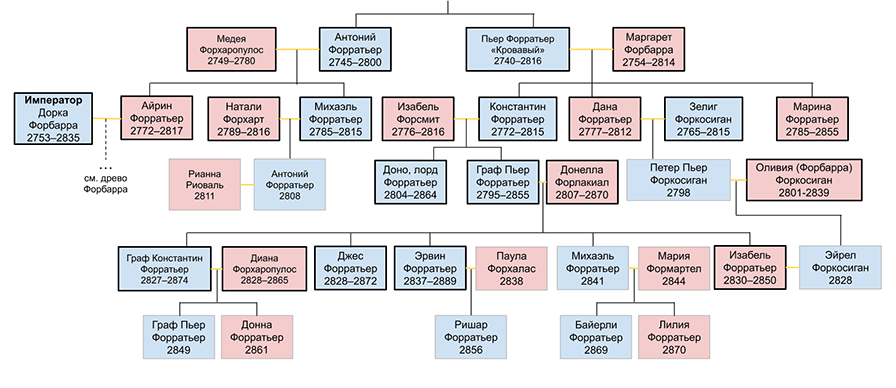 Медея
Форхаропулос
2749–2780
Антоний
Форратьер
2745–2800
Пьер Форратьер
«Кровавый»
2740–2816
Маргарет
Форбарра
2754–2814
Император
Дорка
Форбарра
2753–2835
Айрин
Форратьер
2772–2817
Натали
Форхарт
2789–2816
Михаэль
Форратьер
2785–2815
Изабель
Форсмит
2776–2816
Константин
Форратьер
2772–2815
Дана
Форратьер
2777–2812
Зелиг
Форкосиган
2765–2815
Марина
Форратьер
2785–2855
...
см. древо
Форбарра
Рианна
Риоваль
2811
Антоний
Форратьер
2808
Доно, лорд
Форратьер
2804–2864
Граф Пьер
Форратьер
2795–2855
Донелла
Форлакиал
2807–2870
Петер Пьер
Форкосиган
2798
Оливия (Форбарра)
Форкосиган
2801-2839
Граф Константин
Форратьер
2827–2874
Диана
Форхаропулос
2828–2865
Джес
Форратьер
2828–2872
Эрвин
Форратьер
2837–2889
Паула
Форхалас
2838
Михаэль
Форратьер
2841
Мария
Формартел
2844
Изабель
Форратьер
2830–2850
Эйрел
Форкосиган
2828
Граф Пьер
Форратьер
2849
Донна
Форратьер
2861
Ришар
Форратьер
2856
Байерли
Форратьер
2869
Лилия
Форратьер
2870